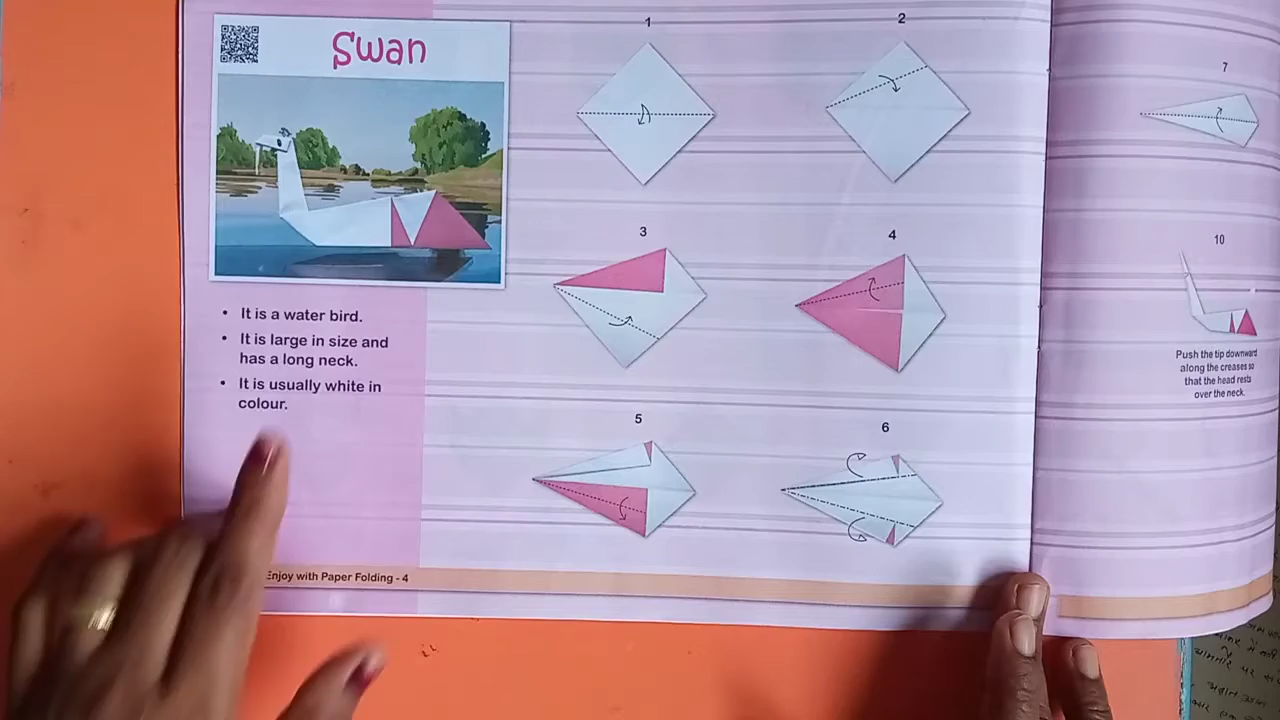 Swan
• It is a water bird.
• It is large in size and
has a long neck.
• It is usually white in
colour.
1
2
3
4
5
6
Enjoy with Paper Folding - 4
7
10
Push the tip downward
along the creases so
that the head rests
over the neck.